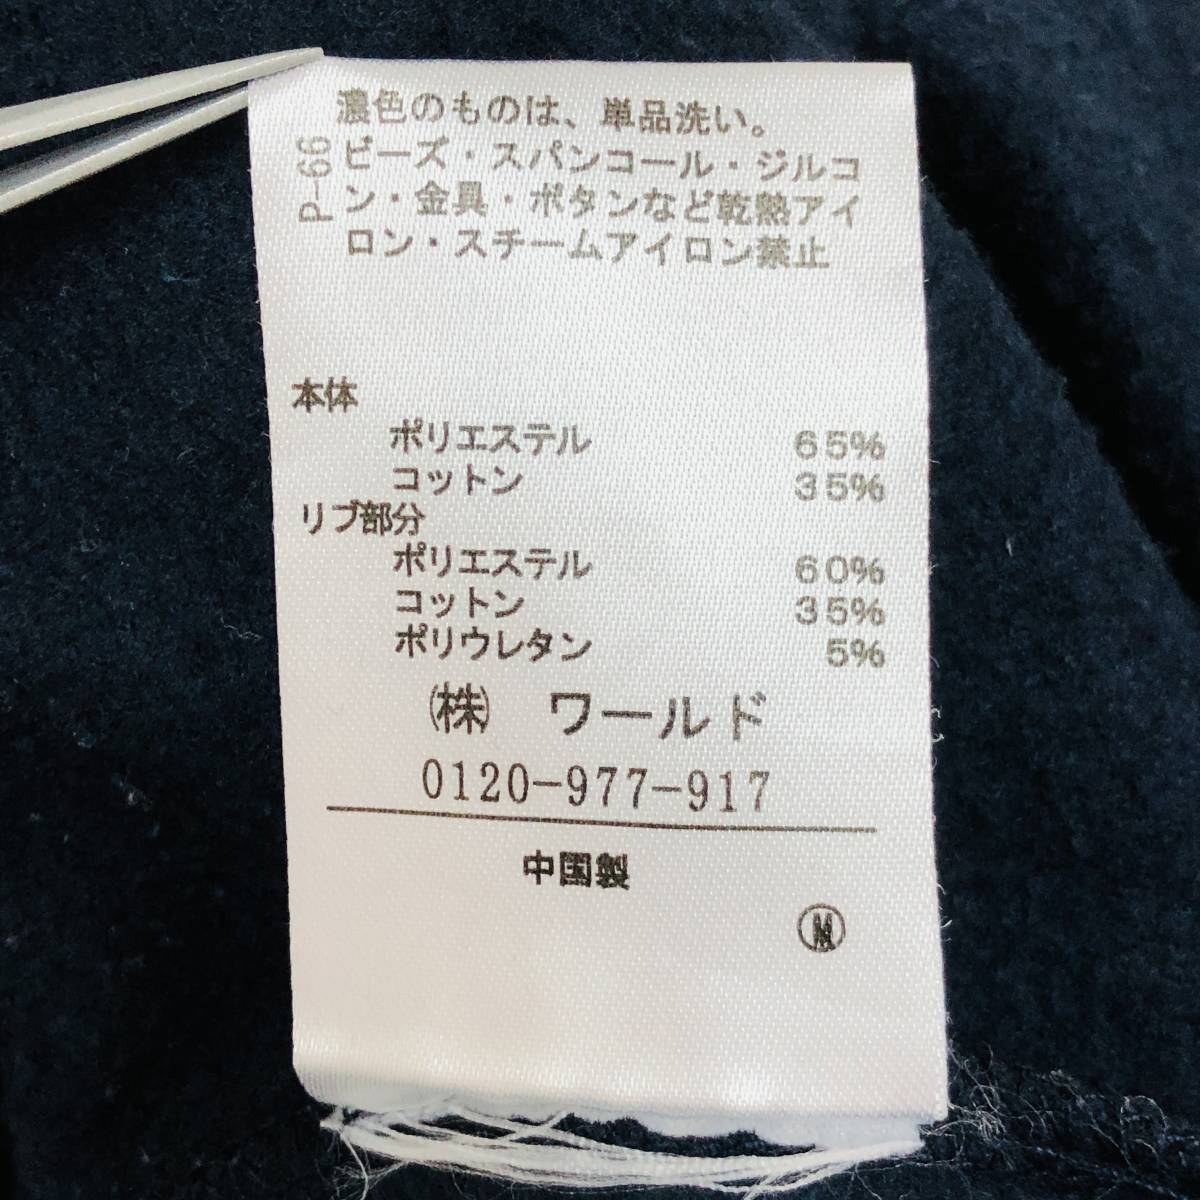 濃色のものは、単品洗い。
P-66
ビーズ・スパンコール・ジルコ
ン・金具・ボタンなど乾熱アイ
ロン・スチームアイロン禁止
本体
ポリエステル 65%
コットン 35%
リブ部分
ポリエステル 60%
コットン 35%
ポリウレタン 5%
㈱ ワールド
0120-977-917
中国製
Ⓜ